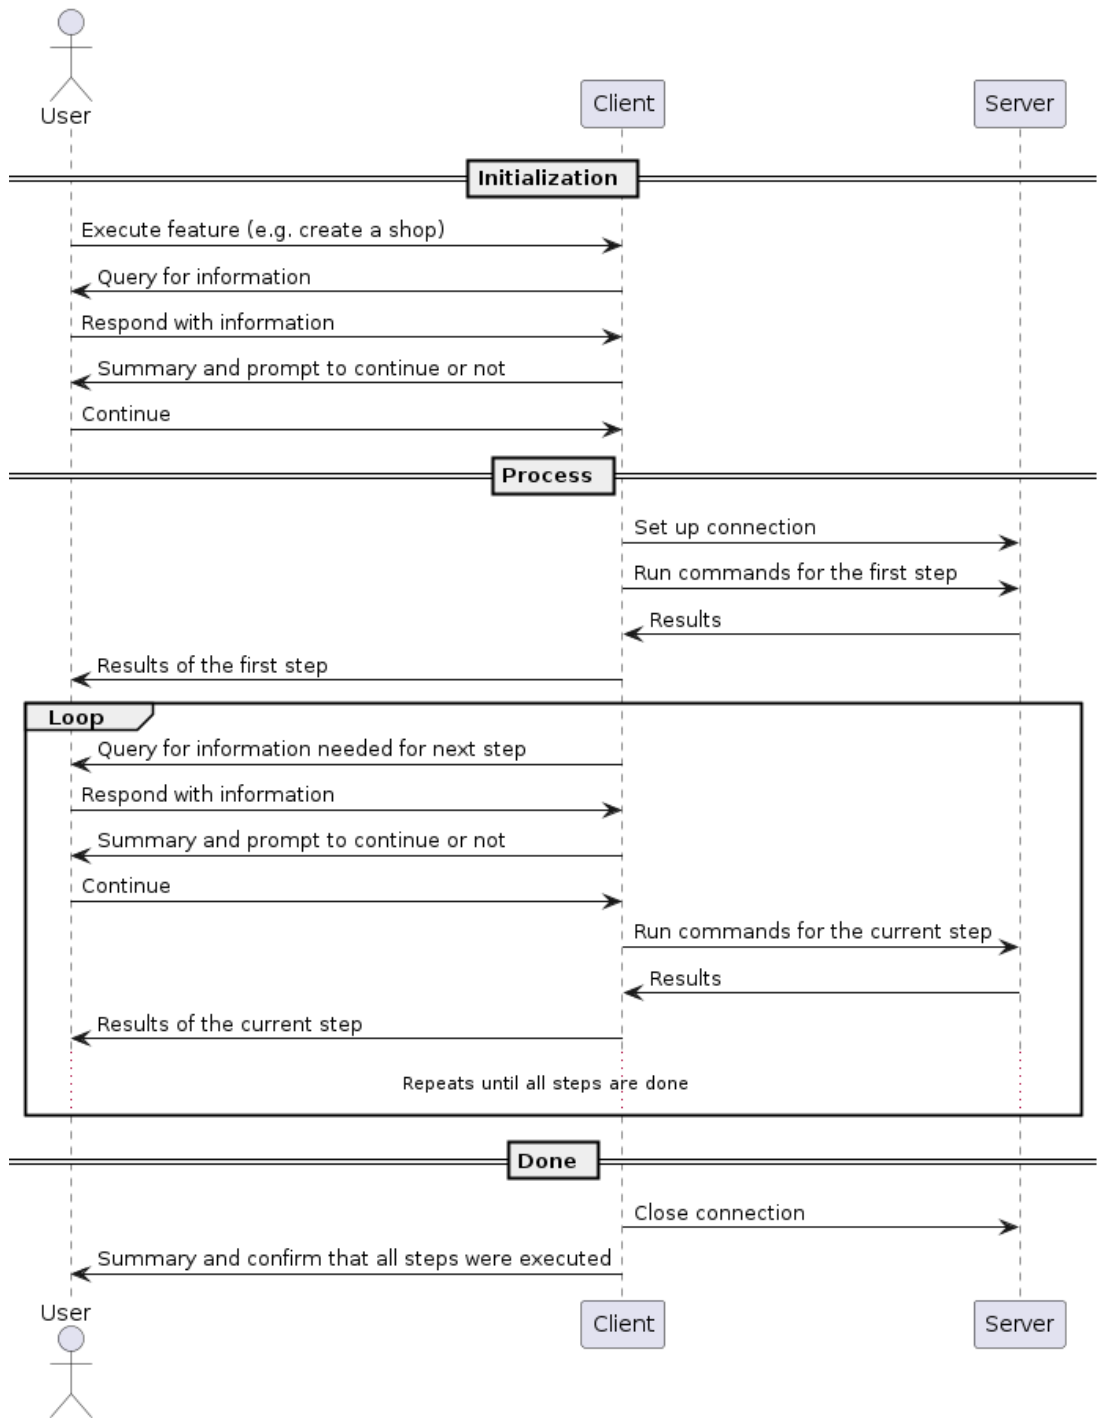 User
Client
Server
Initialization
Execute feature (e.g. create a shop)
Query for information
Respond with information
Summary and prompt to continue or not
Continue
Process
Set up connection
Run commands for the first step
Results
Results of the first step
Loop
Query for information needed for next step
Respond with information
Summary and prompt to continue or not
Continue
Run commands for the current step
Results
Results of the current step
Repeats until all steps are done
Done
Close connection
Summary and confirm that all steps were executed
User
Client
Server